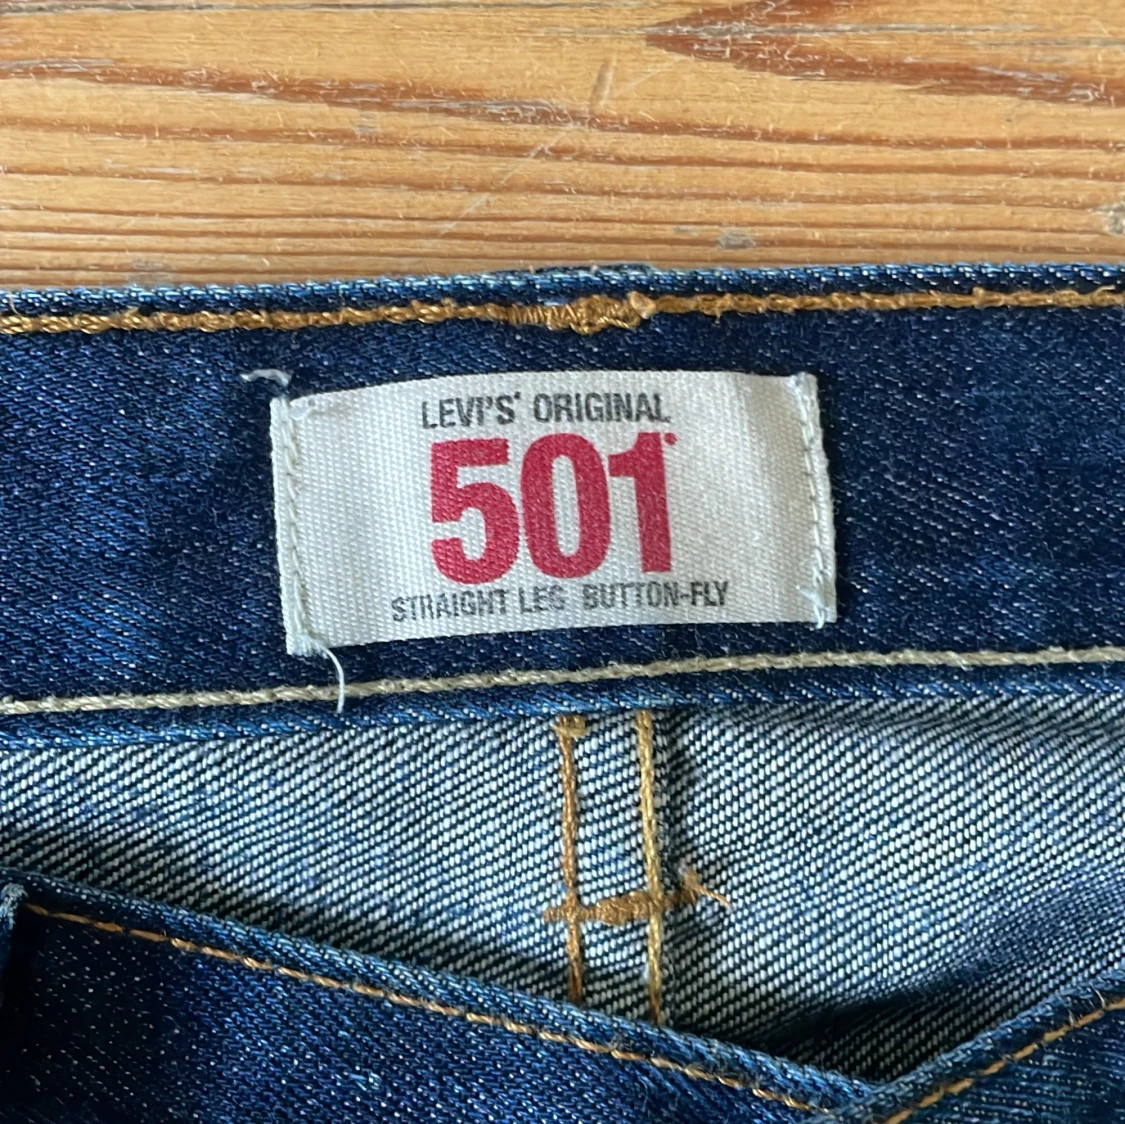 LEVI'S® ORIGINAL
501®
STRAIGHT LEG BUTTON-FLY